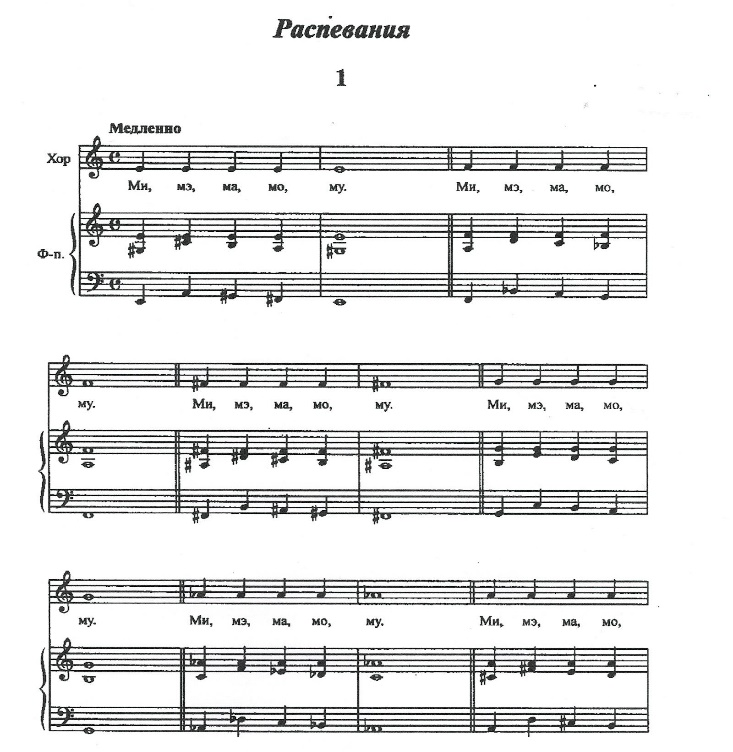 Распевания
1
Медленно
Хор
Ми, мэ, ма, мо, му. Ми, мэ, ма, мо,
Ф-п.
му. Ми, мэ, ма, мо, му. Ми, мэ, ма, мо,
му. Ми, мэ, ма, мо, му. Ми, мэ, ма, мо,